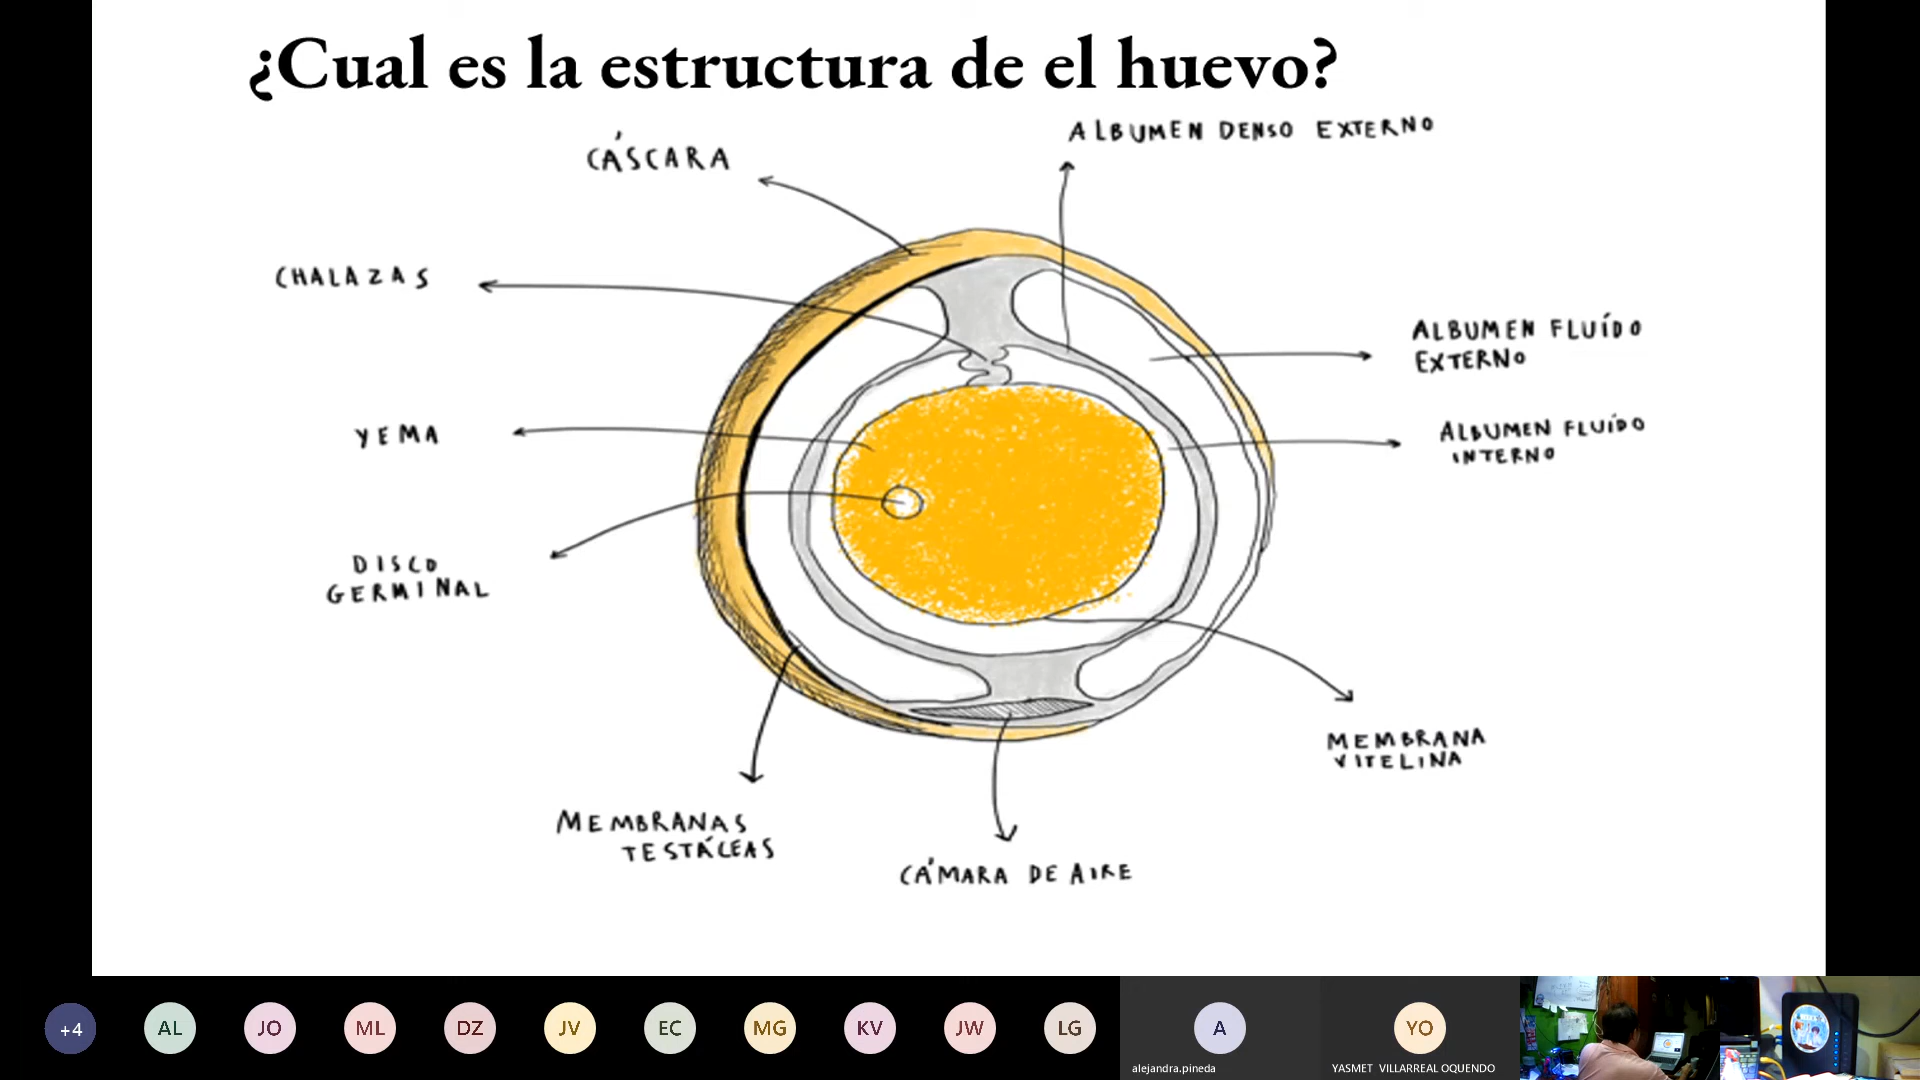 ¿Cual es la estructura de el huevo?
ALBUMEN DENSO EXTERNO
CÁSCARA
CHALAZAS
ALBUMEN FLUÍDO
EXTERNO
YEMA
ALBUMEN FLUÍDO
INTERNO
DISCO
GERMINAL
MEMBRANA
VITELINA
MEMBRANAS
TESTÁCEAS
CÁMARA DE AIRE
+4
AL
JO
ML
DZ
JV
EC
MG
KV
JW
LG
A
YO
alejandra.pineda
YASMET VILLARREAL OQUENDO